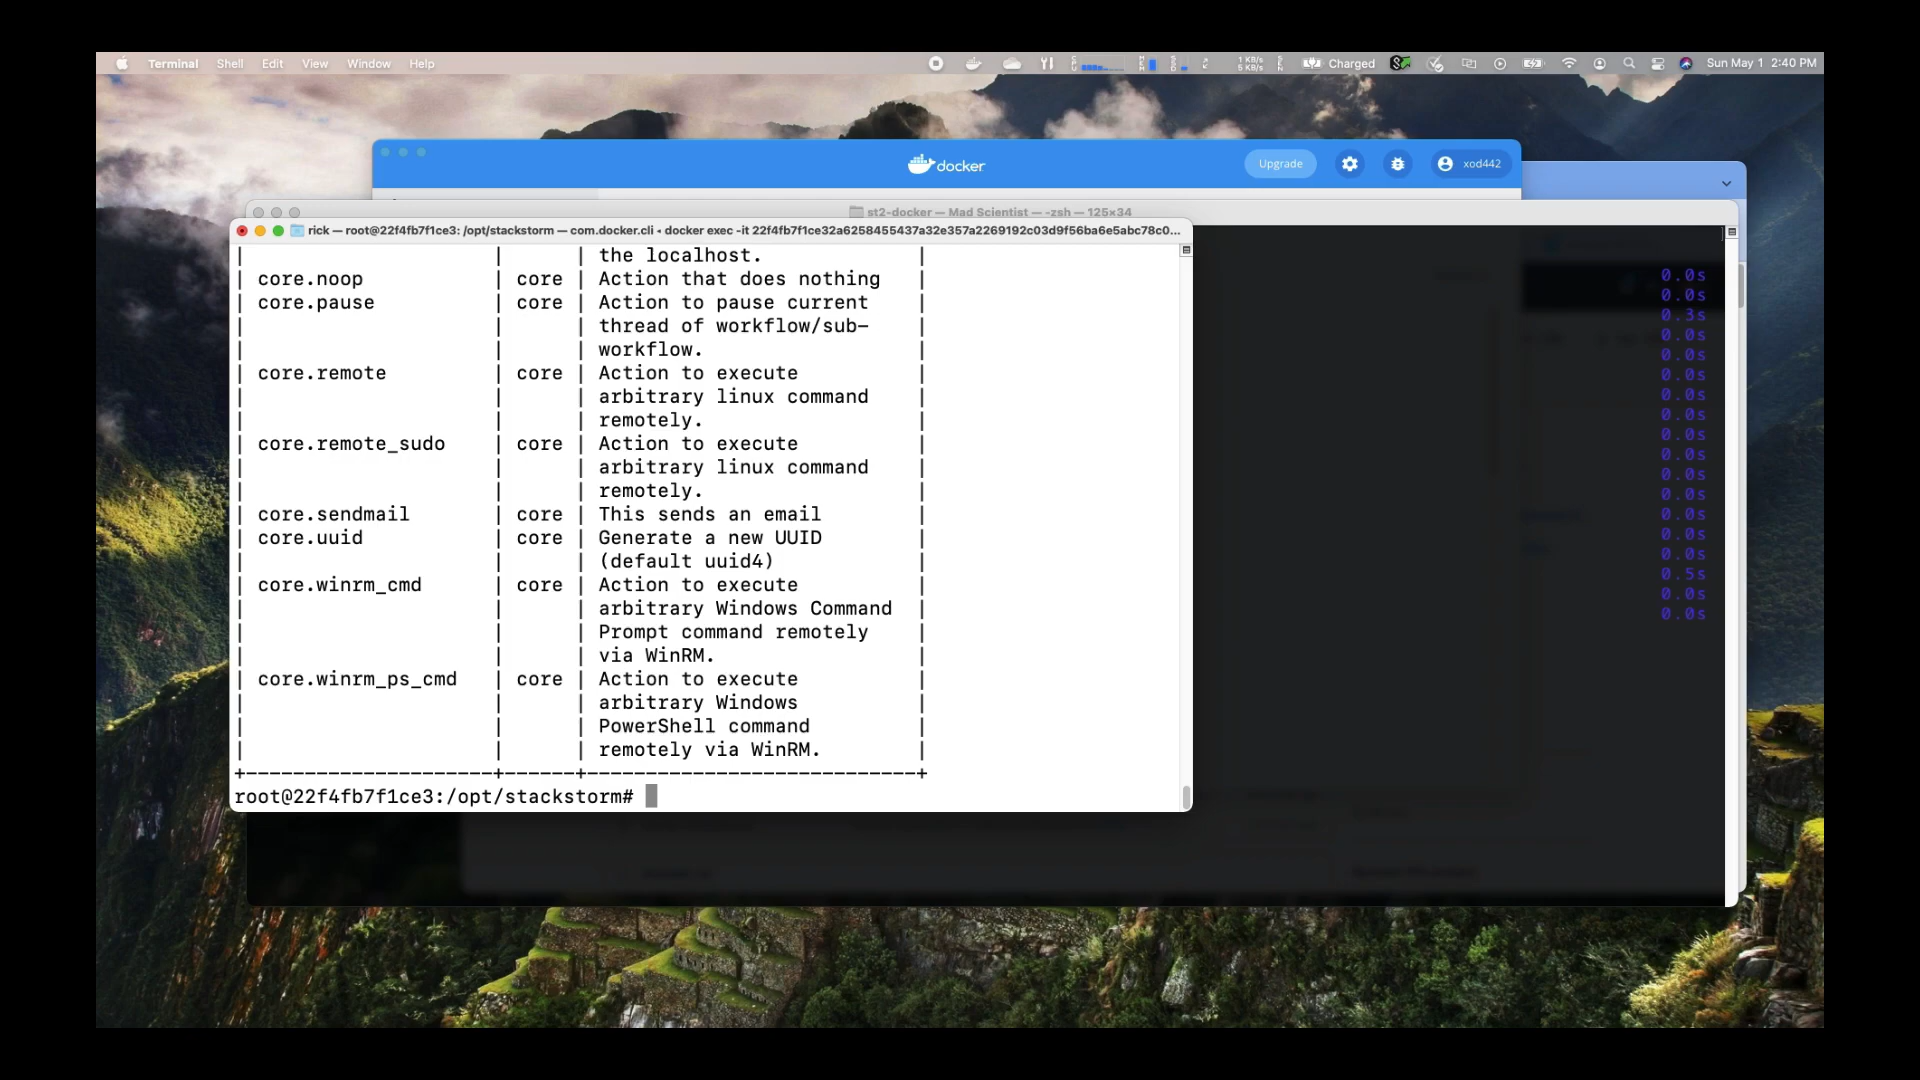 Terminal Shell Edit View Window Help
1 KB/s
5 KB/s
Charged
Sun May 1 2:40 PM
docker
Upgrade
xod442
st2-docker — Mad Scientist — -zsh — 125×34
rick — root@22f4fb7f1ce3: /opt/stackstorm — com.docker.cli ◂ docker exec -it 22f4fb7f1ce32a6258455437a32e357a2269192c03d9f56ba6e5abc78c0...
| | | the localhost. |
| core.noop | core | Action that does nothing |
| core.pause | core | Action to pause current |
| | | thread of workflow/sub- |
| | | workflow. |
| core.remote | core | Action to execute |
| | | arbitrary linux command |
| | | remotely. |
| core.remote_sudo | core | Action to execute |
| | | arbitrary linux command |
| | | remotely. |
| core.sendmail | core | This sends an email |
| core.uuid | core | Generate a new UUID |
| | | (default uuid4) |
| core.winrm_cmd | core | Action to execute |
| | | arbitrary Windows Command |
| | | Prompt command remotely |
| | | via WinRM. |
| core.winrm_ps_cmd | core | Action to execute |
| | | arbitrary Windows |
| | | PowerShell command |
| | | remotely via WinRM. |
+---------------------+------+----------------------------+
root@22f4fb7f1ce3:/opt/stackstorm#
0.0s
0.0s
0.3s
0.0s
0.0s
0.0s
0.0s
0.0s
0.0s
0.0s
0.0s
0.0s
0.0s
0.0s
0.0s
0.5s
0.0s
0.0s